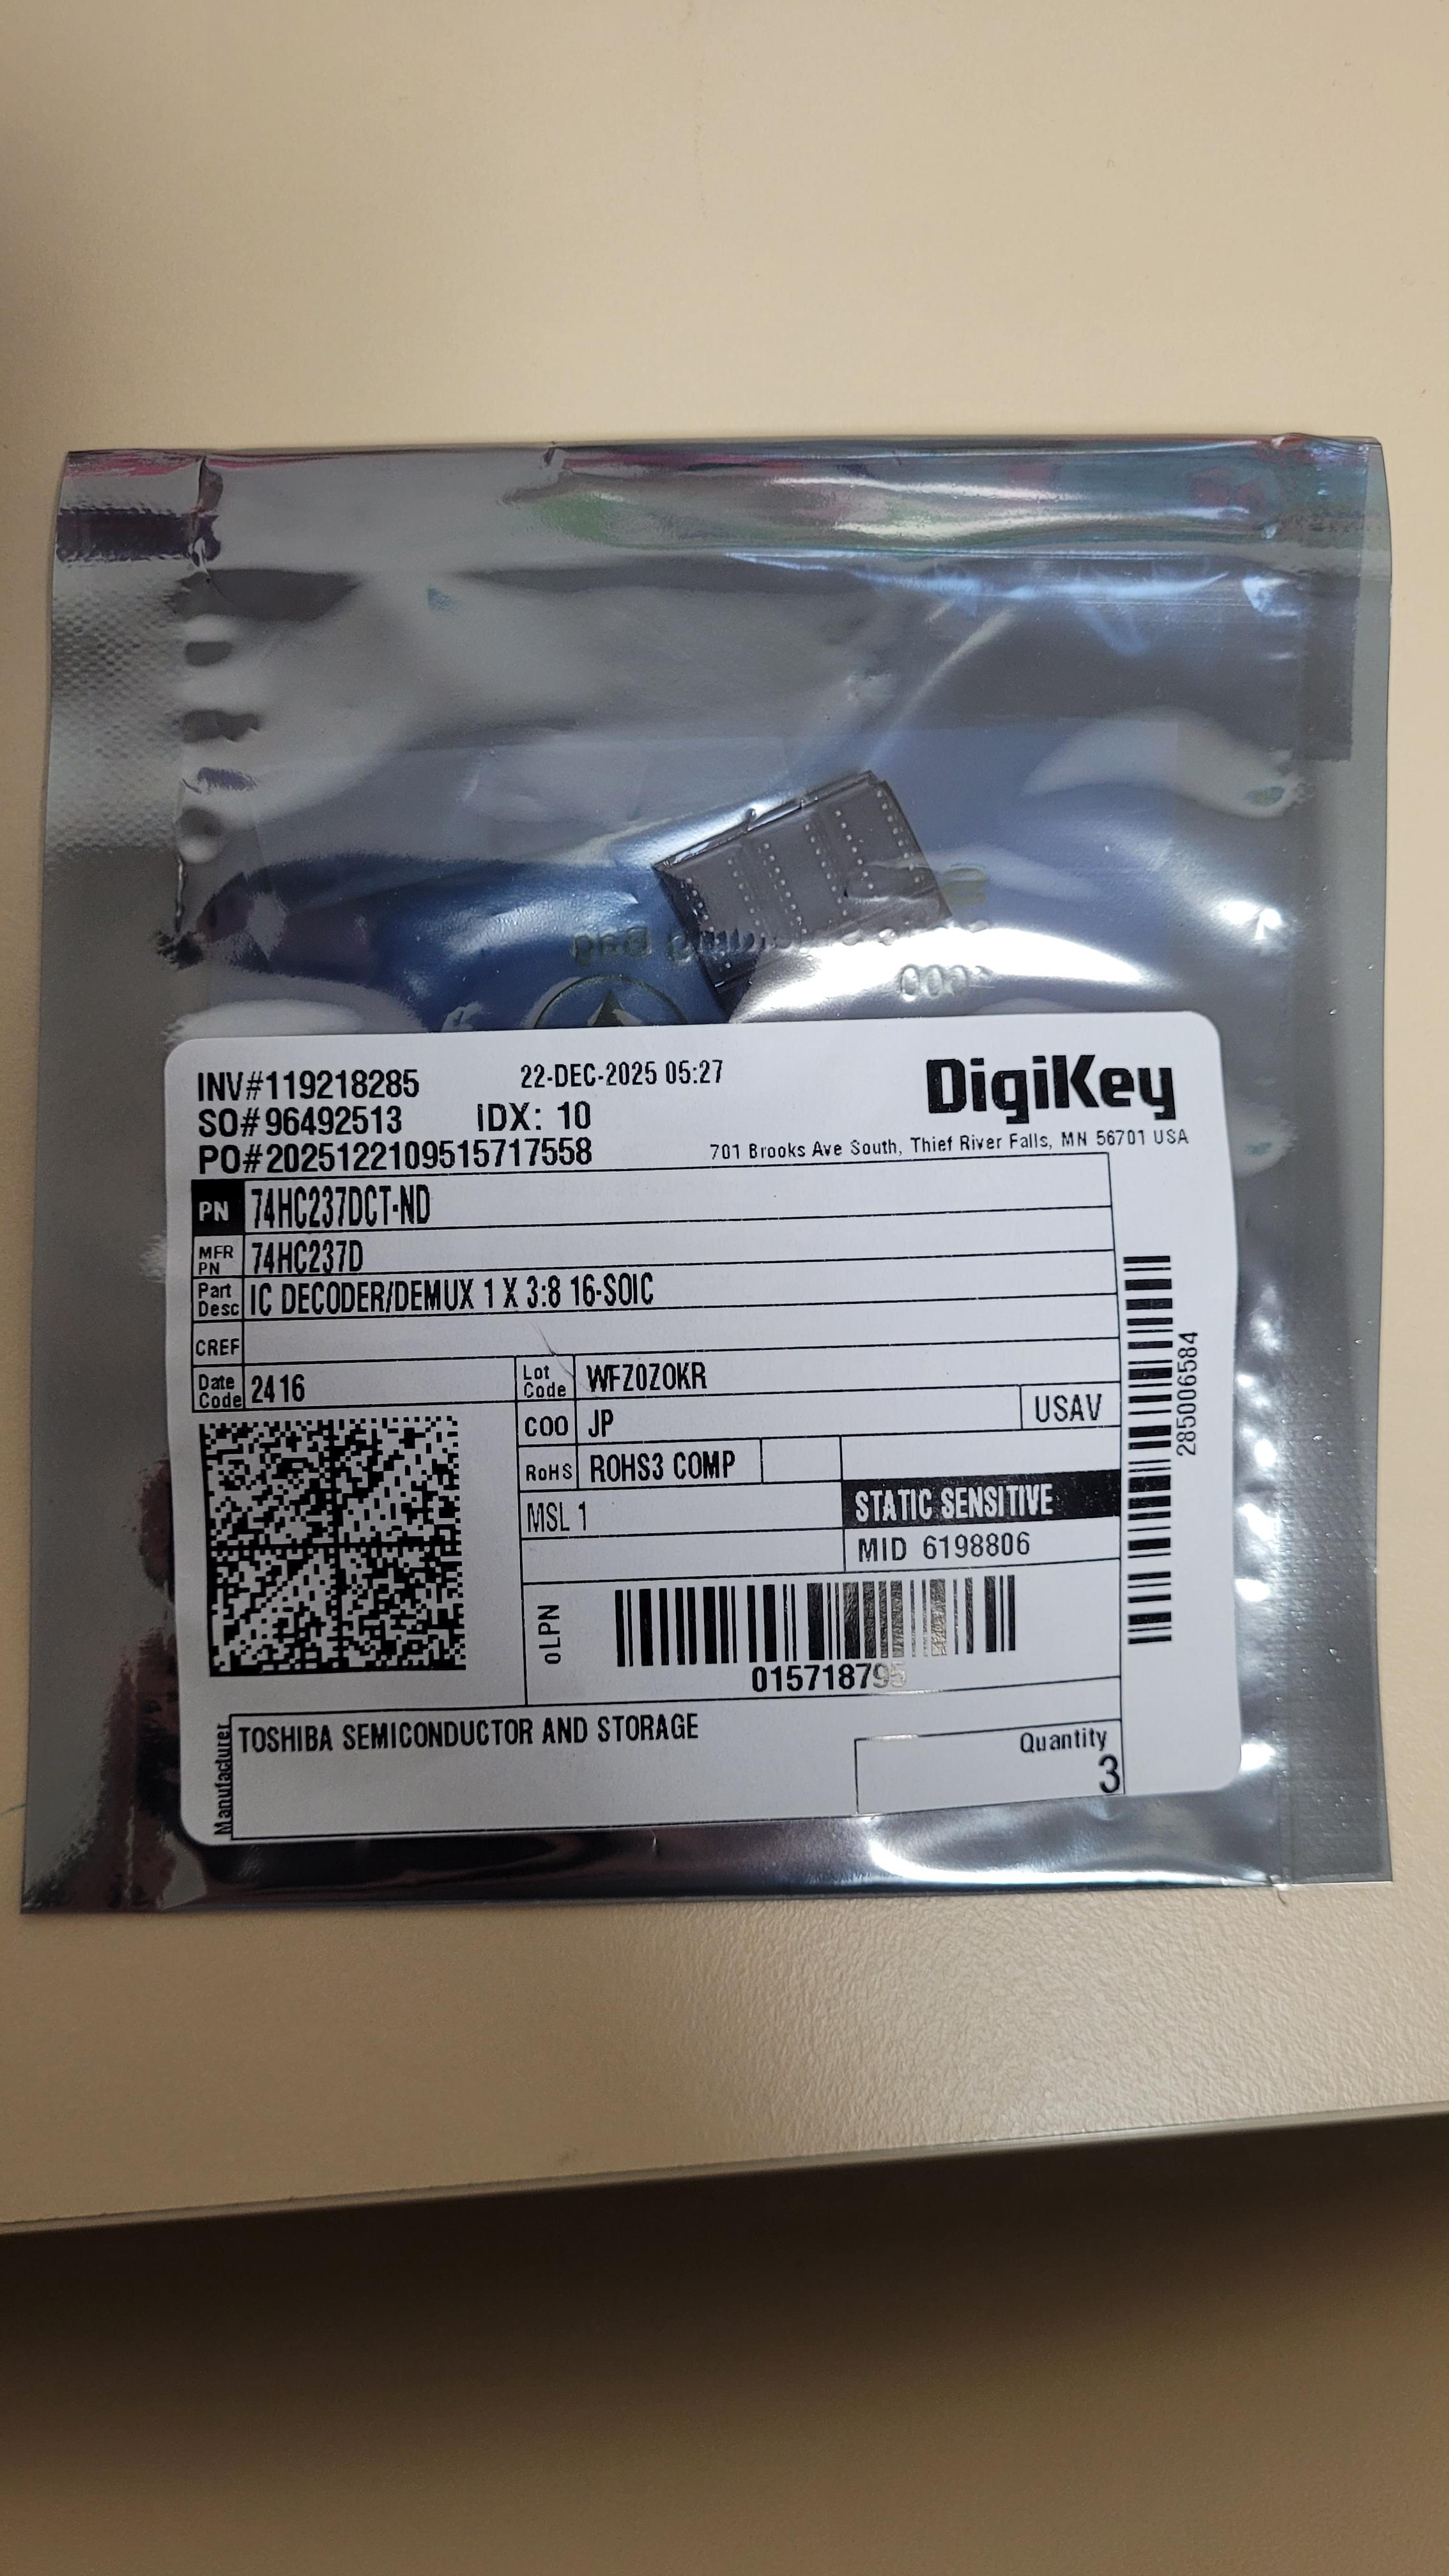 INV#119218285
22-DEC-2025 05:27
DigiKey
SO# 96492513 IDX: 10
PO#2025122109515717558
701 Brooks Ave South, Thief River Falls, MN 56701 USA
PN 74HC237DCT-ND
MFR PN 74HC237D
Part Desc IC DECODER/DEMUX 1 X 3:8 16-SOIC
CREF
Date Code 2416
Lot Code WFZ0Z0KR
COO JP USAV
RoHS ROHS3 COMP
MSL 1
STATIC SENSITIVE
MID 6198806
oLPN
015718795
285006584
Manufacturer TOSHIBA SEMICONDUCTOR AND STORAGE
Quantity
3